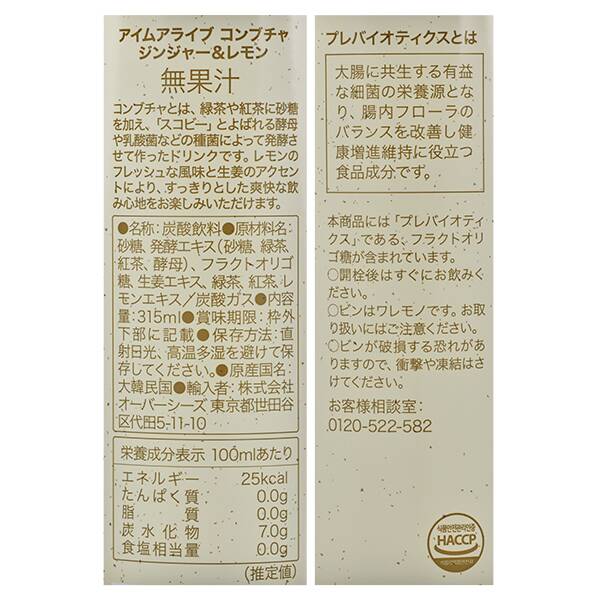 アイムアライブ コンブチャ
ジンジャー&レモン
無果汁
コンブチャとは、緑茶や紅茶に砂糖
を加え、「スコビー」とよばれる酵母
や乳酸菌などの種菌によって発酵さ
せて作ったドリンクです。レモンの
フレッシュな風味と生姜のアクセン
トにより、すっきりとした爽快な飲
み心地をお楽しみいただけます。
●名称:炭酸飲料●原材料名:
砂糖、発酵エキス(砂糖、緑茶、
紅茶、酵母)、フラクトオリゴ
糖、生姜エキス、緑茶、紅茶、レ
モンエキス/炭酸ガス●内容
量:315ml●賞味期限:枠外
下部に記載●保存方法:直
射日光、高温多湿を避けて保
存してください。●原産国名:
大韓民国●輸入者:株式会社
オーバーシーズ 東京都世田谷
区代田5-11-10
栄養成分表示 100mlあたり
エネルギー 25kcal
たんぱく質 0.0g
脂質 0.0g
炭水化物 7.0g
食塩相当量 0.0g
(推定値)
プレバイオティクスとは
大腸に共生する有益
な細菌の栄養源とな
り、腸内フローラの
バランスを改善し健
康増進維持に役立つ
食品成分です。
本商品には「プレバイオティ
クス」である、フラクトオリ
ゴ糖が含まれています。
○開栓後はすぐにお飲みく
ださい。
○ビンはワレモノです。お取
り扱いにはご注意ください。
○ビンが破損する恐れがあ
りますので、衝撃や凍結はさ
けてください。
お客様相談室:
0120-522-582
식품안전관리인증
HACCP
식품의약품안전처